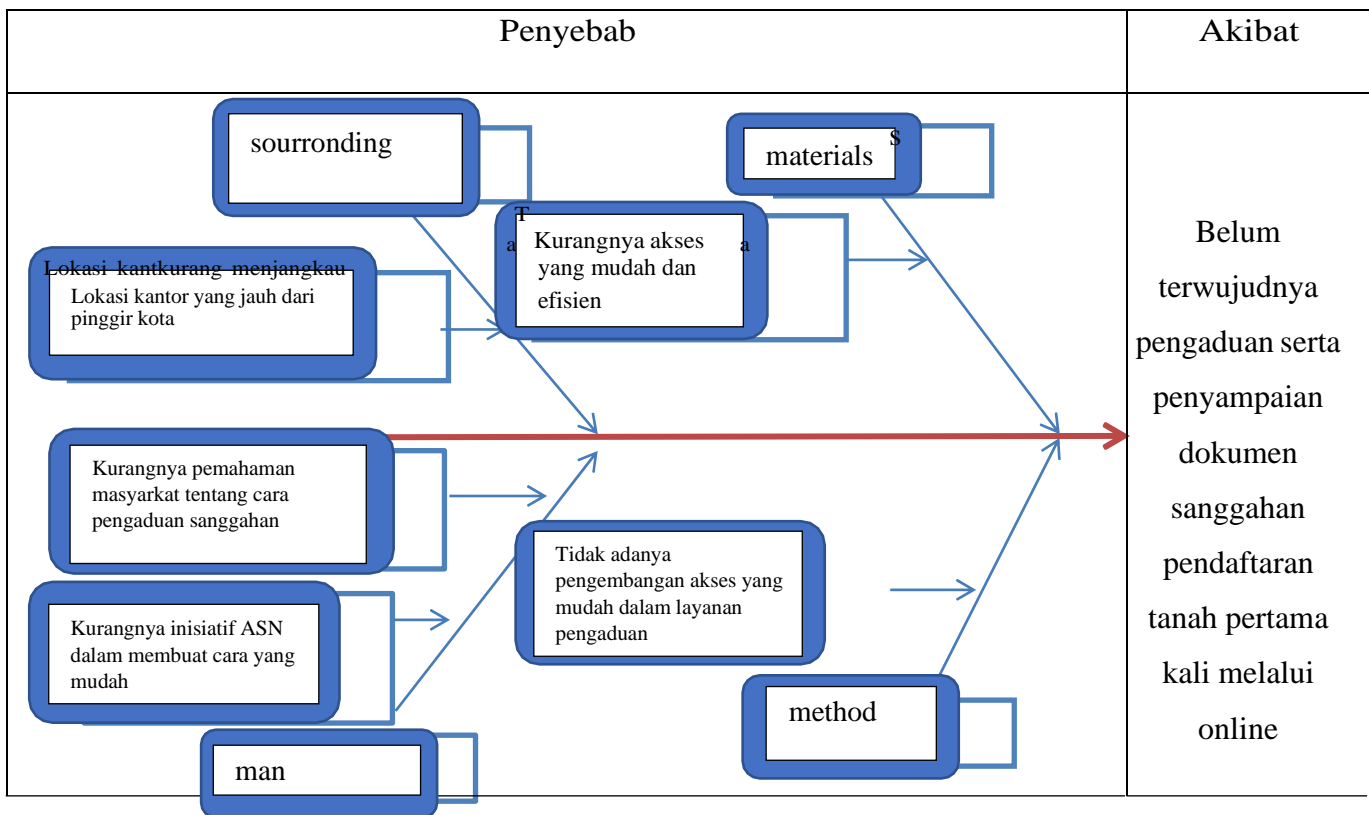 Penyebab
Akibat
sourronding
materials
$
T
a
a
Kurangnya akses
yang mudah dan
efisien
Lokasi kantkurang menjangkau
Lokasi kantor yang jauh dari
pinggir kota
Kurangnya pemahaman
masyarkat tentang cara
pengaduan sanggahan
Tidak adanya
pengembangan akses yang
mudah dalam layanan
pengaduan
Kurangnya inisiatif ASN
dalam membuat cara yang
mudah
method
man
Belum
terwujudnya
pengaduan serta
penyampaian
dokumen
sanggahan
pendaftaran
tanah pertama
kali melalui
online